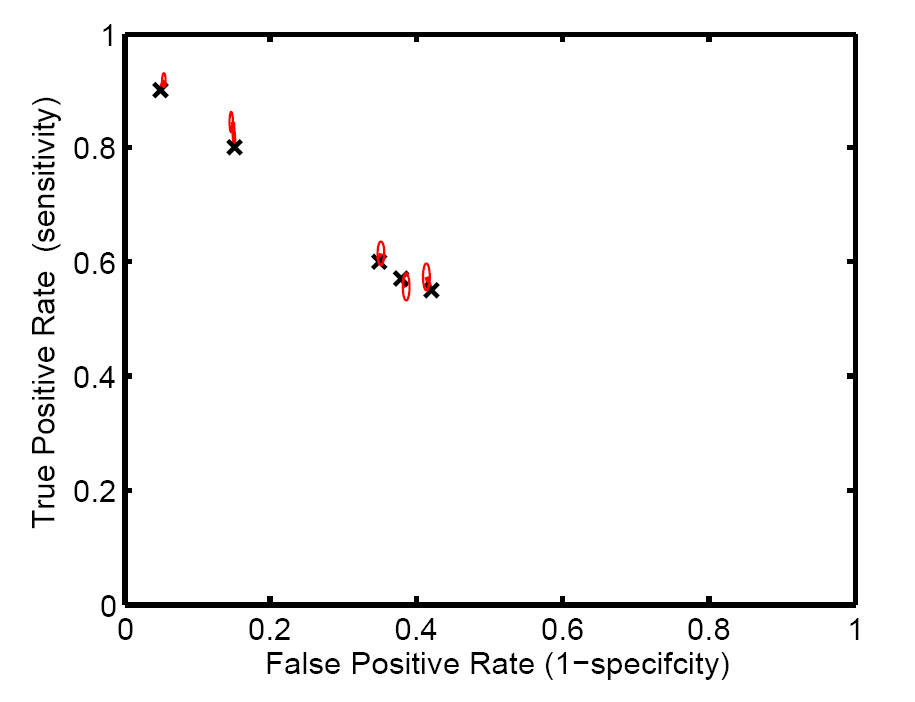 1
0.8
0.6
0.4
0.2
0
True Positive Rate (sensitivity)
0 0.2 0.4 0.6 0.8 1
False Positive Rate (1−specifcity)